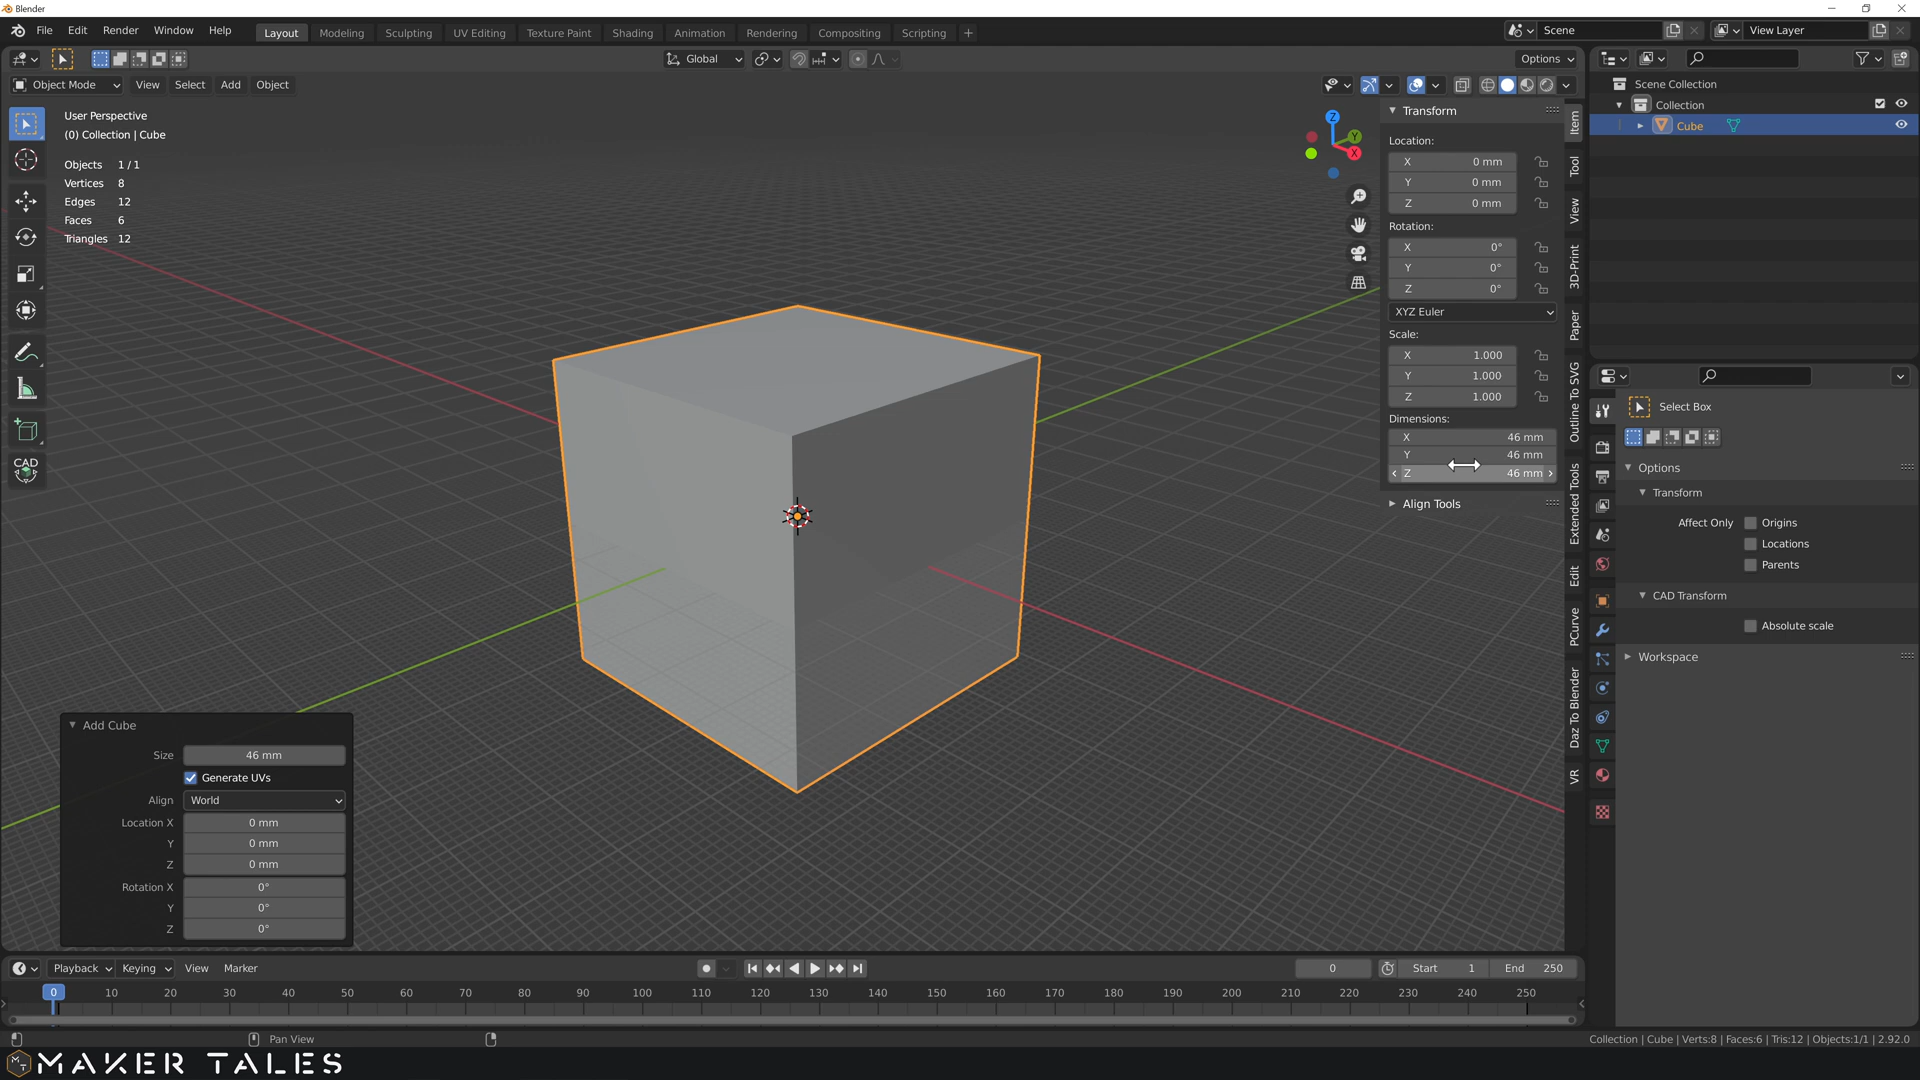 Blender
File Edit Render Window Help
Layout Modeling Sculpting UV Editing Texture Paint Shading Animation Rendering Compositing Scripting +
Scene
View Layer
Global
Options
Object Mode View Select Add Object
User Perspective
(0) Collection | Cube
Objects 1/1
Vertices 8
Edges 12
Faces 6
Triangles 12
CAD
Z
Y
X
Transform
Location:
X 0 mm
Y 0 mm
Z 0 mm
Rotation:
X 0°
Y 0°
Z 0°
XYZ Euler
Scale:
X 1.000
Y 1.000
Z 1.000
Dimensions:
X 46 mm
Y 46 mm
Z 46 mm
Align Tools
Item
Tool
View
3D-Print
Paper
Outline To SVG
Extended Tools
Edit
PCurve
Daz To Blender
VR
Scene Collection
Collection
Cube
Select Box
Options
Transform
Affect Only Origins
Locations
Parents
CAD Transform
Absolute scale
Workspace
Add Cube
Size 46 mm
Generate UVs
Align World
Location X 0 mm
Y 0 mm
Z 0 mm
Rotation X 0°
Y 0°
Z 0°
Playback Keying View Marker
0 Start 1 End 250
0 10 20 30 40 50 60 70 80 90 100 110 120 130 140 150 160 170 180 190 200 210 220 230 240 250
Pan View
Collection | Cube | Verts:8 | Faces:6 | Tris:12 | Objects:1/1 | 2.92.0
MAKER TALES